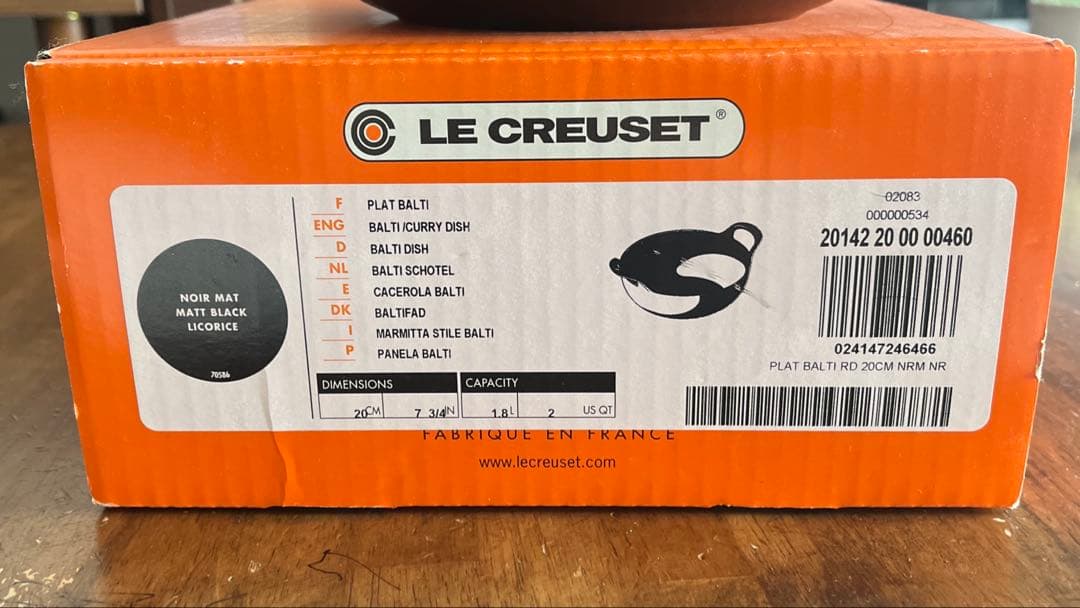 LE CREUSET®
NOIR MAT
MATT BLACK
LICORICE
70586
F PLAT BALTI
ENG BALTI/CURRY DISH
D BALTI DISH
NL BALTI SCHOTEL
E CACEROLA BALTI
DK BALTIFAD
I MARMITTA STILE BALTI
P PANELA BALTI
DIMENSIONS CAPACITY
20CM 7 3/4IN 1.8L 2 US QT
02083
000000534
20142 20 00 00460
024147246466
PLAT BALTI RD 20CM NRM NR
FABRIQUE EN FRANCE
www.lecreuset.com